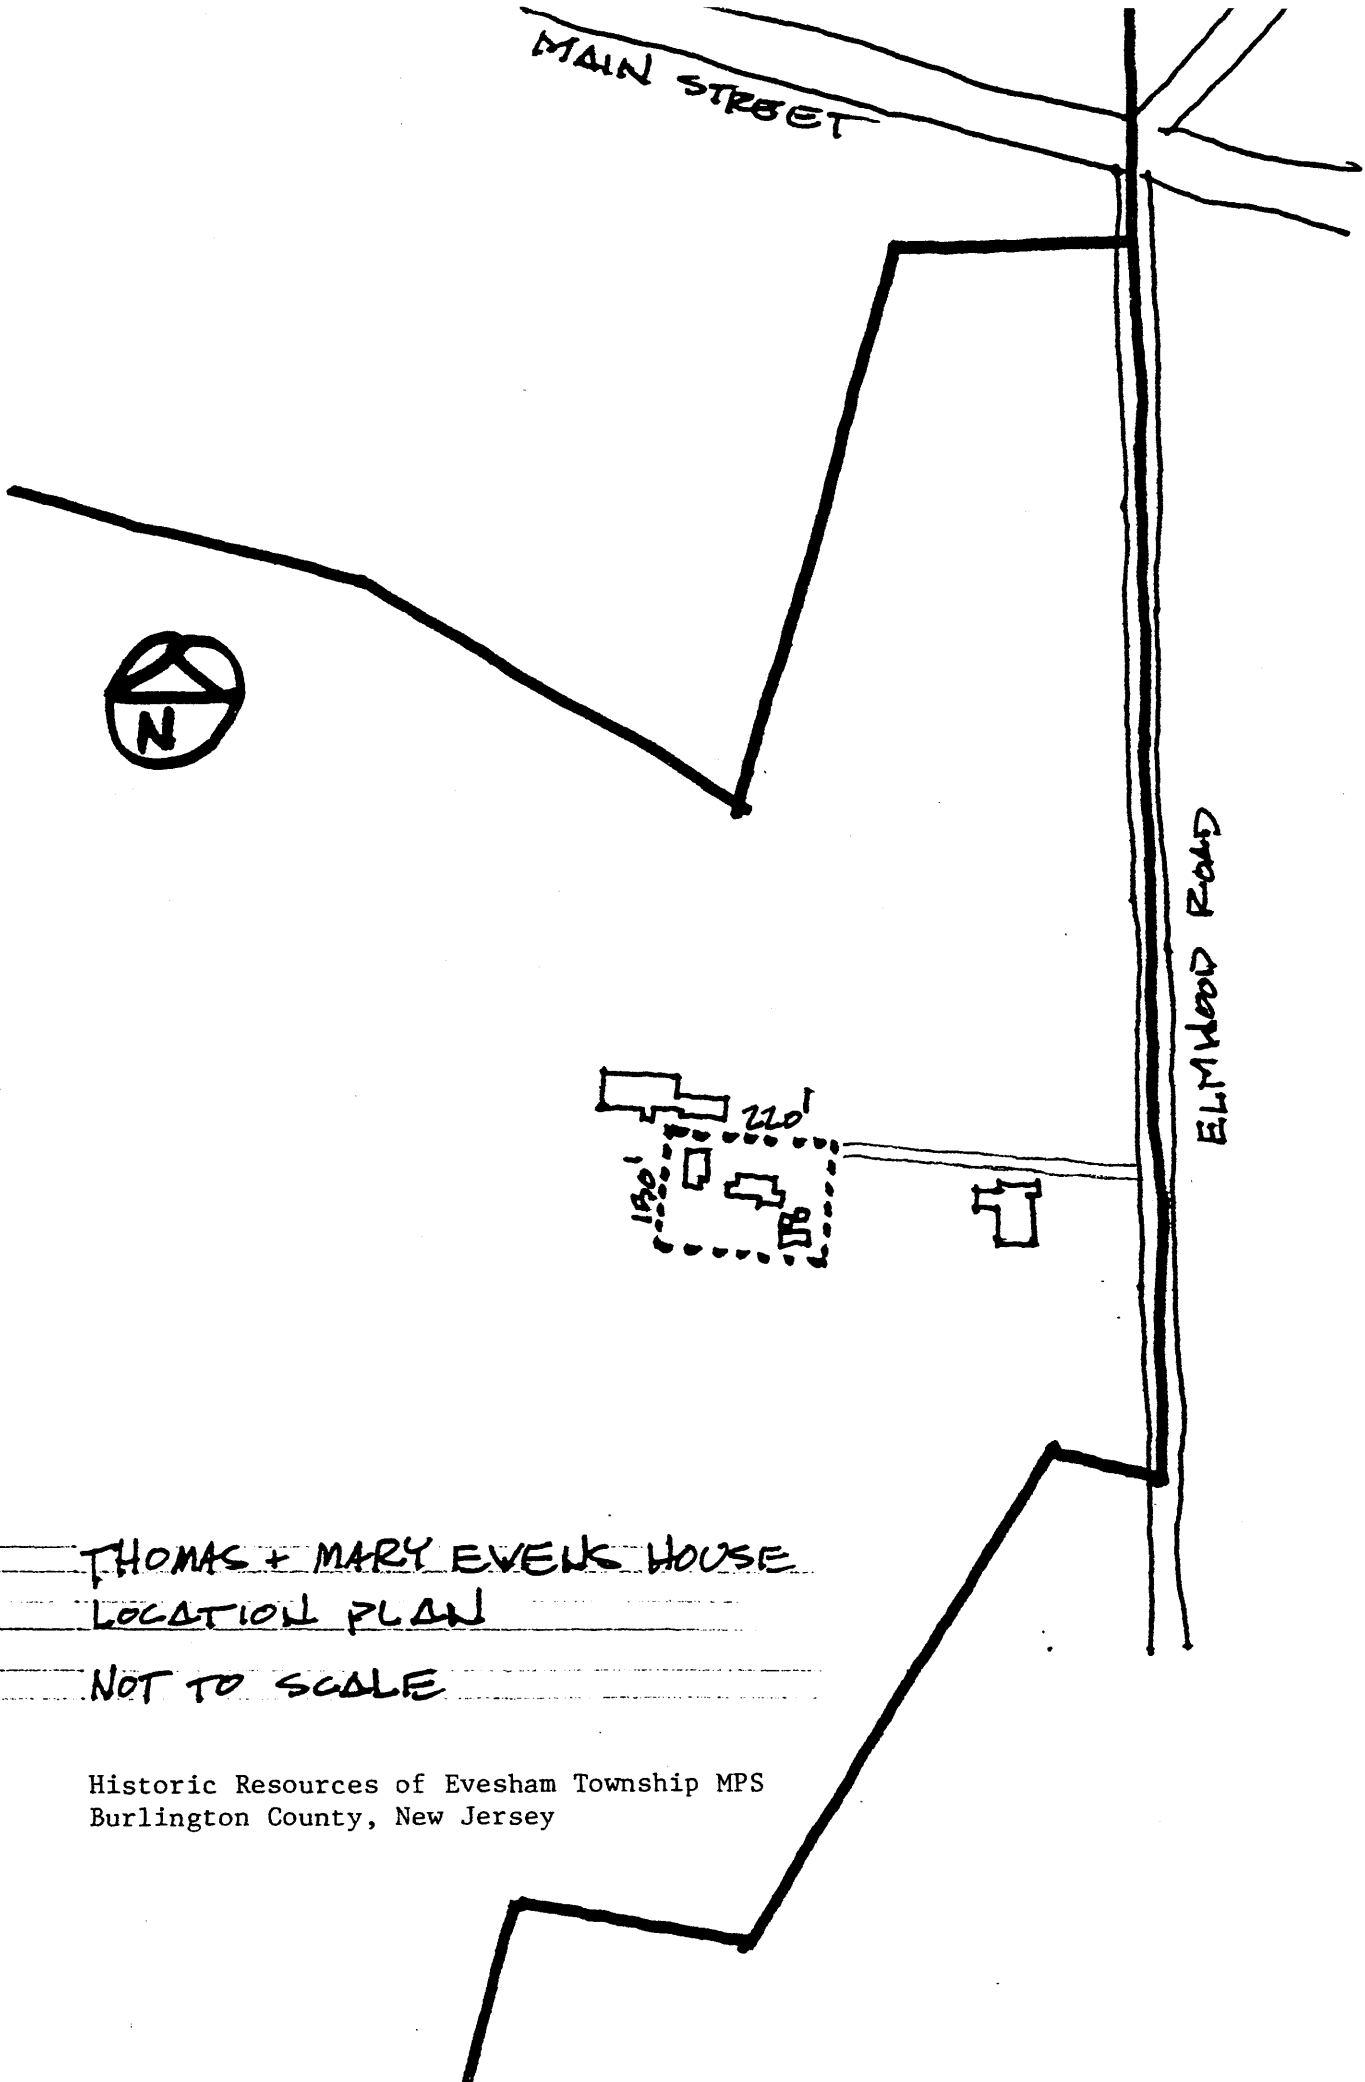 MAIN STREET
N
ELMWOOD ROAD
220'
150'
THOMAS + MARY EVENS HOUSE
LOCATION PLAN
NOT TO SCALE
Historic Resources of Evesham Township MPS
Burlington County, New Jersey